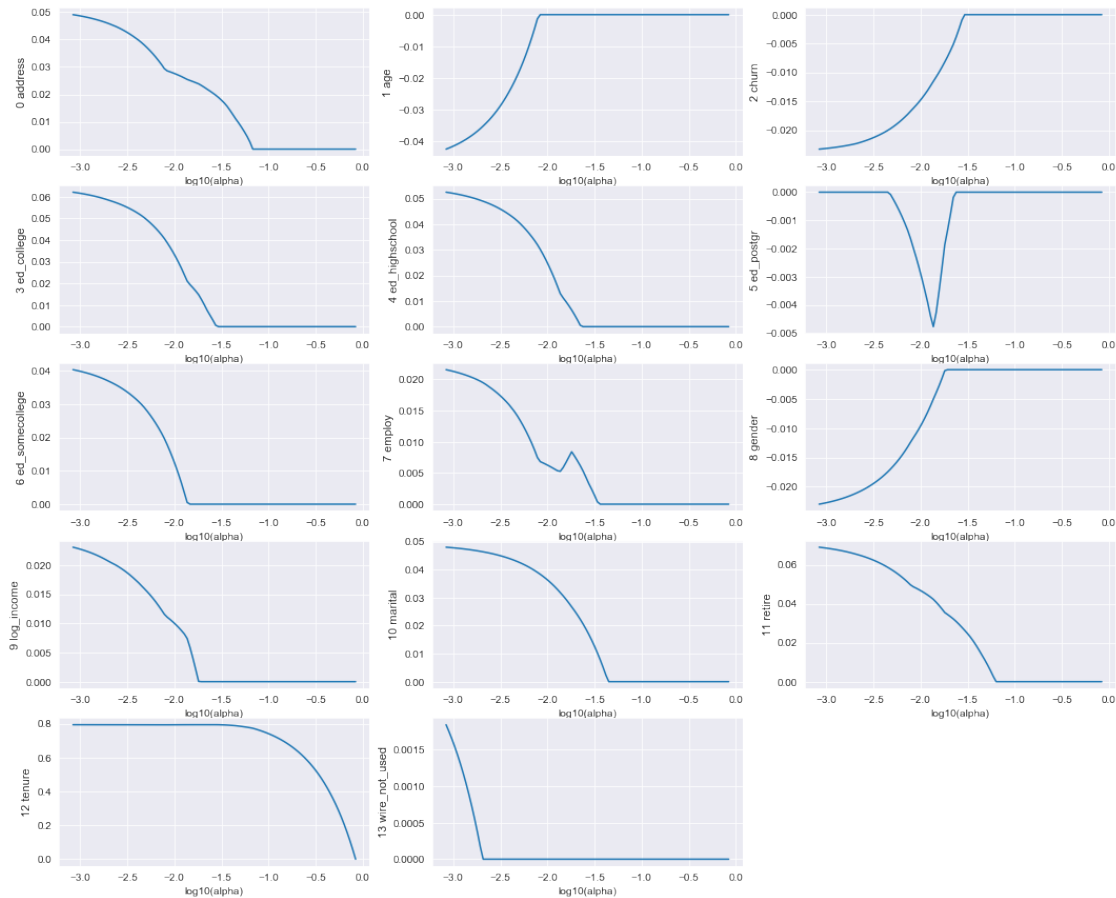 0.05
0.04
0.03
0.02
0.01
0.00
0 address
−3.0 −2.5 −2.0 −1.5 −1.0 −0.5 0.0
log10(alpha)
0.00
−0.01
−0.02
−0.03
−0.04
1 age
−3.0 −2.5 −2.0 −1.5 −1.0 −0.5 0.0
log10(alpha)
0.000
−0.005
−0.010
−0.015
−0.020
2 churn
−3.0 −2.5 −2.0 −1.5 −1.0 −0.5 0.0
log10(alpha)
0.06
0.05
0.04
0.03
0.02
0.01
0.00
3 ed_college
−3.0 −2.5 −2.0 −1.5 −1.0 −0.5 0.0
log10(alpha)
0.05
0.04
0.03
0.02
0.01
0.00
4 ed_highschool
−3.0 −2.5 −2.0 −1.5 −1.0 −0.5 0.0
log10(alpha)
0.000
−0.001
−0.002
−0.003
−0.004
−0.005
5 ed_postgr
−3.0 −2.5 −2.0 −1.5 −1.0 −0.5 0.0
log10(alpha)
0.04
0.03
0.02
0.01
0.00
6 ed_somecollege
−3.0 −2.5 −2.0 −1.5 −1.0 −0.5 0.0
log10(alpha)
0.020
0.015
0.010
0.005
0.000
7 employ
−3.0 −2.5 −2.0 −1.5 −1.0 −0.5 0.0
log10(alpha)
0.000
−0.005
−0.010
−0.015
−0.020
8 gender
−3.0 −2.5 −2.0 −1.5 −1.0 −0.5 0.0
log10(alpha)
0.020
0.015
0.010
0.005
0.000
9 log_income
−3.0 −2.5 −2.0 −1.5 −1.0 −0.5 0.0
log10(alpha)
0.05
0.04
0.03
0.02
0.01
0.00
10 marital
−3.0 −2.5 −2.0 −1.5 −1.0 −0.5 0.0
log10(alpha)
0.06
0.04
0.02
0.00
11 retire
−3.0 −2.5 −2.0 −1.5 −1.0 −0.5 0.0
log10(alpha)
0.8
0.6
0.4
0.2
0.0
12 tenure
−3.0 −2.5 −2.0 −1.5 −1.0 −0.5 0.0
log10(alpha)
0.0015
0.0010
0.0005
0.0000
13 wire_not_used
−3.0 −2.5 −2.0 −1.5 −1.0 −0.5 0.0
log10(alpha)